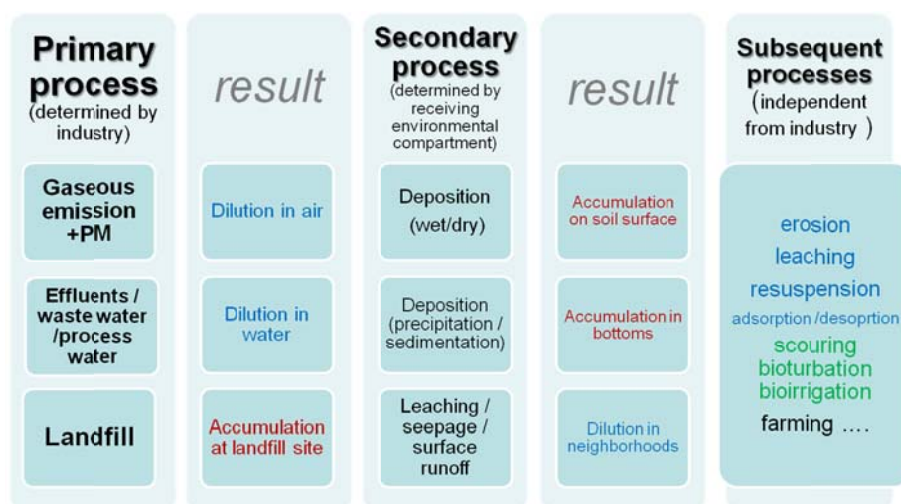 Primary
process
(determined by
industry)
Gaseous
emission
+PM
Effluents /
waste water
/process
water
Landfill
result
Dilution in air
Dilution in
water
Accumulation
at landfill site
Secondary
process
(determined by
receiving
environmental
compartment)
Deposition
(wet/dry)
Deposition
(precipitation /
sedimentation)
Leaching /
seepage /
surface
runoff
result
Accumulation
on soil surface
Accumulation in
bottoms
Dilution in
neighborhoods
Subsequent
processes
(independent
from industry )
erosion
leaching
resuspension
adsorption /desoprtion
scouring
bioturbation
bioirrigation
farming ....